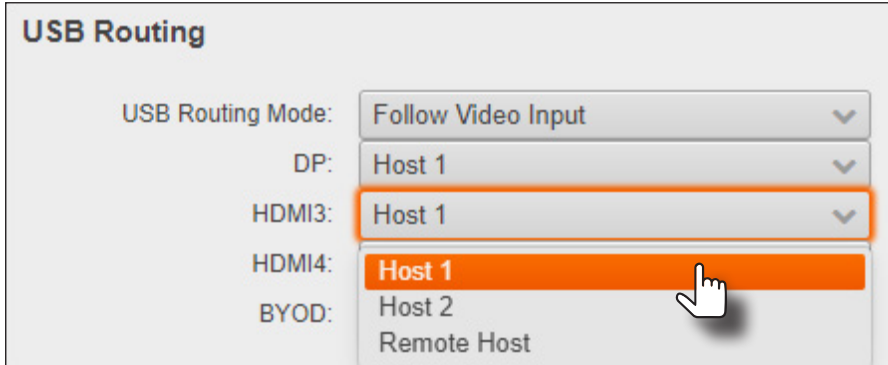 USB Routing
USB Routing Mode: Follow Video Input
DP: Host 1
HDMI3: Host 1
HDMI4:
Host 1
BYOD:
Host 2
Remote Host